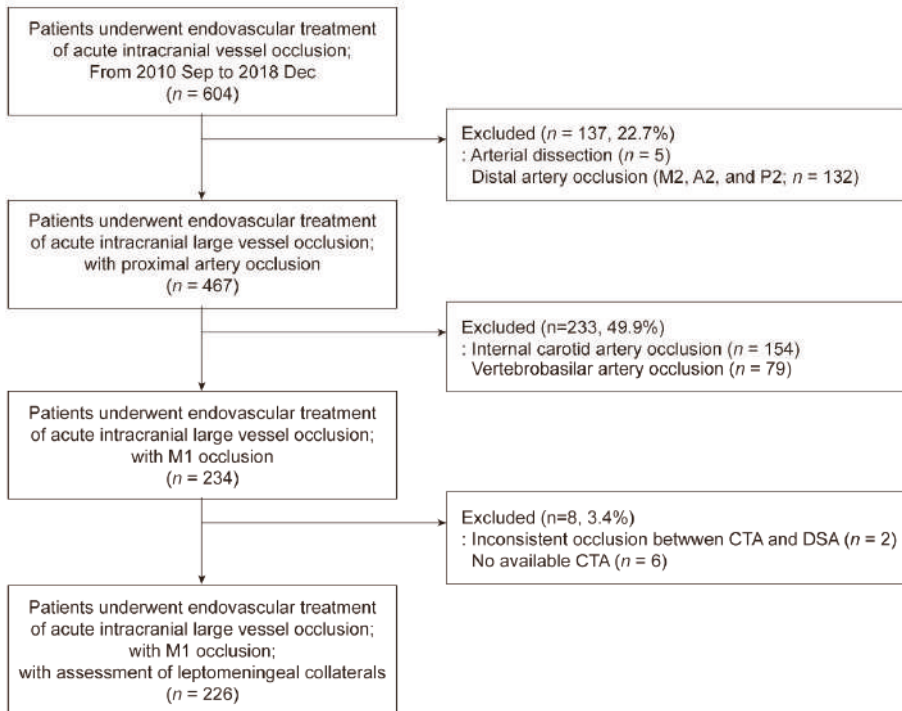 Patients underwent endovascular treatment
of acute intracranial vessel occlusion;
From 2010 Sep to 2018 Dec
(n = 604)
Excluded (n = 137, 22.7%)
: Arterial dissection (n = 5)
Distal artery occlusion (M2, A2, and P2; n = 132)
Patients underwent endovascular treatment
of acute intracranial large vessel occlusion;
with proximal artery occlusion
(n = 467)
Excluded (n=233, 49.9%)
: Internal carotid artery occlusion (n = 154)
Vertebrobasilar artery occlusion (n = 79)
Patients underwent endovascular treatment
of acute intracranial large vessel occlusion;
with M1 occlusion
(n = 234)
Excluded (n=8, 3.4%)
: Inconsistent occlusion betwwen CTA and DSA (n = 2)
No available CTA (n = 6)
Patients underwent endovascular treatment
of acute intracranial large vessel occlusion;
with M1 occlusion;
with assessment of leptomeningeal collaterals
(n = 226)